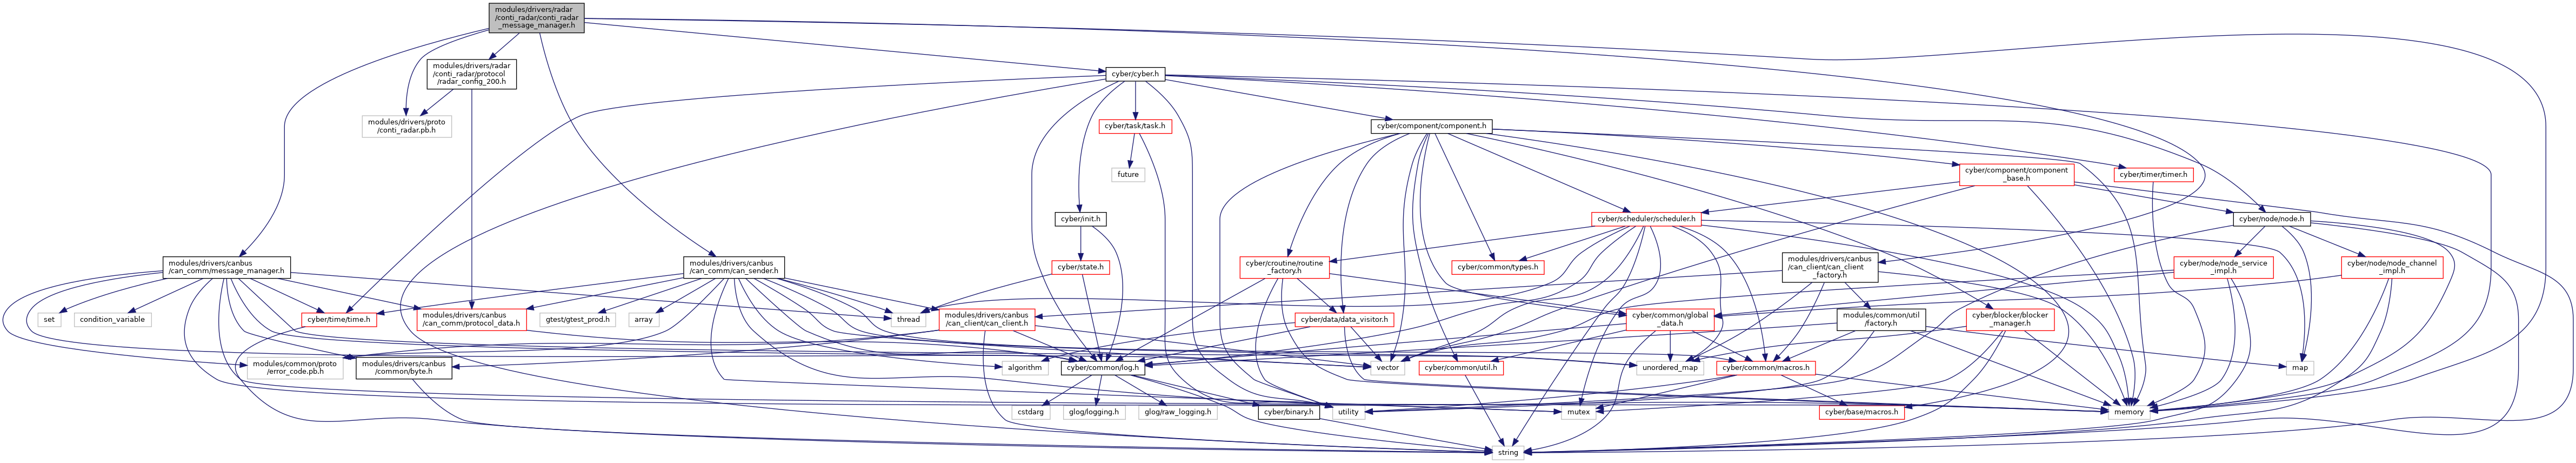 modules/drivers/radar
/conti_radar/conti_radar
_message_manager.h
modules/drivers/radar
/conti_radar/protocol
/radar_config_200.h
cyber/cyber.h
modules/drivers/proto
/conti_radar.pb.h
cyber/task/task.h
cyber/component/component.h
future
cyber/component/component
_base.h
cyber/timer/timer.h
cyber/init.h
cyber/scheduler/scheduler.h
cyber/node/node.h
modules/drivers/canbus
/can_comm/message_manager.h
modules/drivers/canbus
/can_comm/can_sender.h
cyber/state.h
cyber/croutine/routine
_factory.h
cyber/common/types.h
modules/drivers/canbus
/can_client/can_client
_factory.h
cyber/node/node_service
_impl.h
cyber/node/node_channel
_impl.h
set
condition_variable
cyber/time/time.h
modules/drivers/canbus
/can_comm/protocol_data.h
gtest/gtest_prod.h
array
thread
modules/drivers/canbus
/can_client/can_client.h
cyber/data/data_visitor.h
cyber/common/global
_data.h
modules/common/util
/factory.h
cyber/blocker/blocker
_manager.h
modules/common/proto
/error_code.pb.h
modules/drivers/canbus
/common/byte.h
algorithm
cyber/common/log.h
vector
cyber/common/util.h
unordered_map
cyber/common/macros.h
map
cstdarg
glog/logging.h
glog/raw_logging.h
cyber/binary.h
utility
mutex
cyber/base/macros.h
memory
string